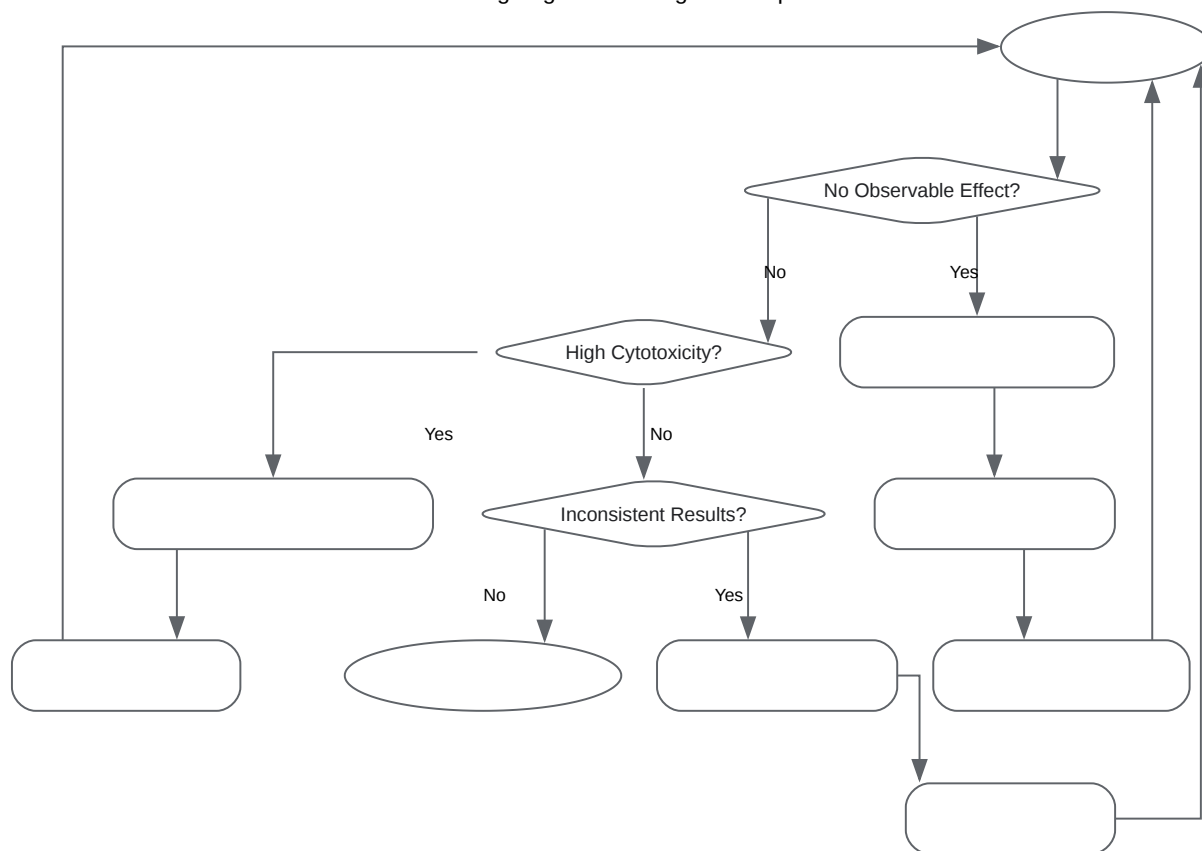 No Observable Effect?
No
Yes
High Cytotoxicity?
Yes
No
Inconsistent Results?
No
Yes